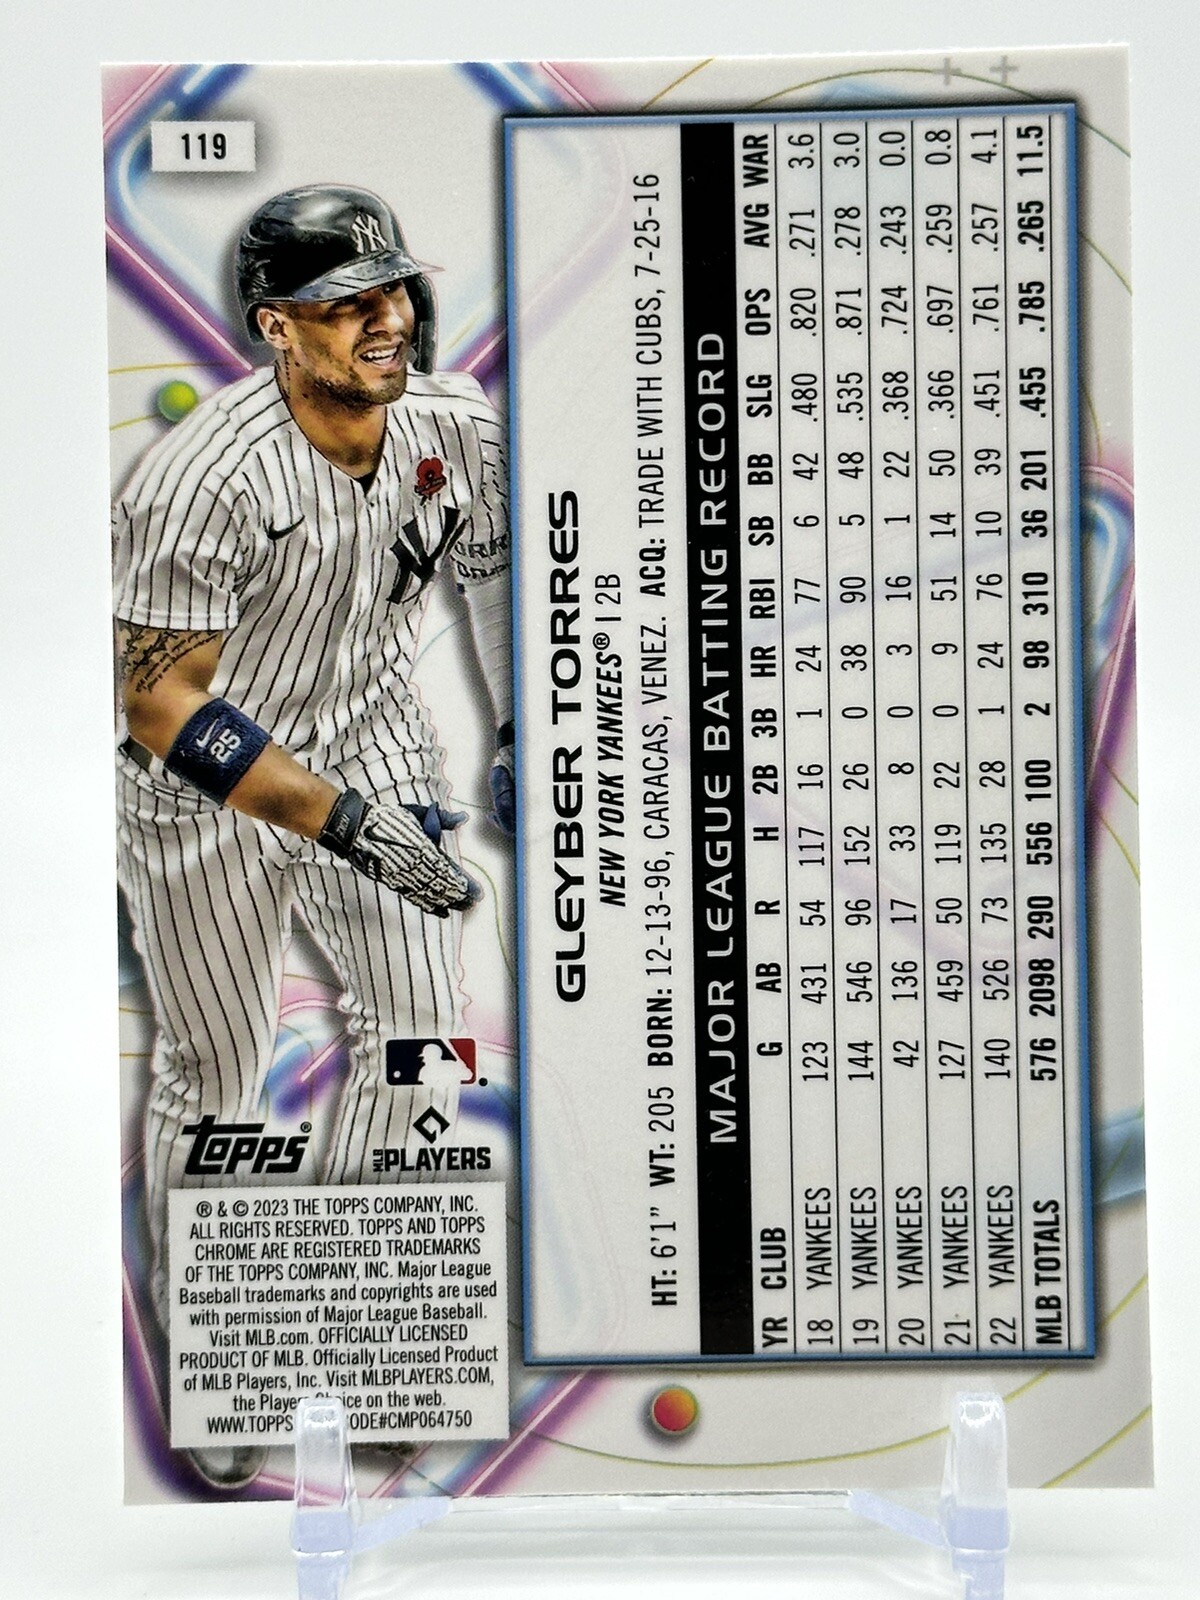 119
25
Topps®
MLB PLAYERS
® & © 2023 THE TOPPS COMPANY, INC.
ALL RIGHTS RESERVED. TOPPS AND TOPPS
CHROME ARE REGISTERED TRADEMARKS
OF THE TOPPS COMPANY, INC. Major League
Baseball trademarks and copyrights are used
with permission of Major League Baseball.
Visit MLB.com. OFFICIALLY LICENSED
PRODUCT OF MLB. Officially Licensed Product
of MLB Players, Inc. Visit MLBPLAYERS.COM,
the Players Choice on the web.
WWW.TOPPS ODE#CMP064750
GLEYBER TORRES
NEW YORK YANKEES® | 2B
HT: 6'1" WT: 205 BORN: 12-13-96, CARACAS, VENEZ. ACQ: TRADE WITH CUBS, 7-25-16
MAJOR LEAGUE BATTING RECORD
YR CLUB G AB R H 2B 3B HR RBI SB BB SLG OPS AVG WAR
18 YANKEES 123 431 54 117 16 1 24 77 6 42 .480 .820 .271 3.6
19 YANKEES 144 546 96 152 26 0 38 90 5 48 .535 .871 .278 3.0
20 YANKEES 42 136 17 33 8 0 3 16 1 22 .368 .724 .243 0.0
21 YANKEES 127 459 50 119 22 0 9 51 14 50 .366 .697 .259 0.8
22 YANKEES 140 526 73 135 28 1 24 76 10 39 .451 .761 .257 4.1
MLB TOTALS 576 2098 290 556 100 2 98 310 36 201 .455 .785 .265 11.5